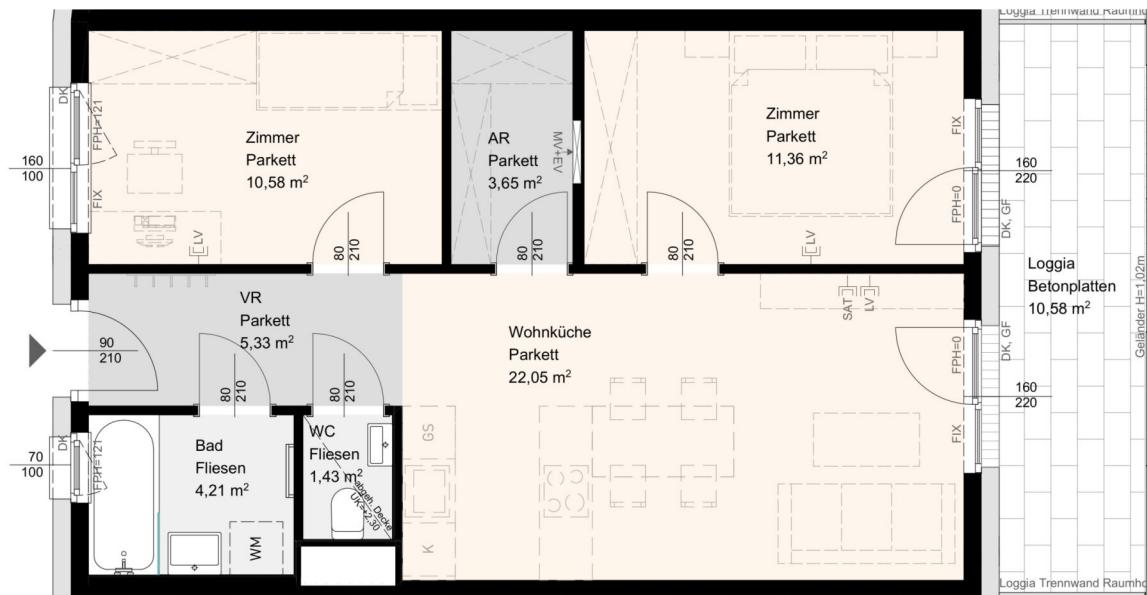 Loggia Trennwand Raumho
DK
FPH=121
FIX
160
100
Zimmer
Parkett
10,58 m²
LV
80
210
AR
Parkett
3,65 m²
MV+EV
80
210
Zimmer
Parkett
11,36 m²
LV
80
210
FIX
FPH=0
DK, GF
160
220
Loggia
Betonplatten
10,58 m²
Geländer H=1,02m
90
210
VR
Parkett
5,33 m²
80
210
80
210
Wohnküche
Parkett
22,05 m²
SAT
LV
FPH=0
FIX
DK, GF
160
220
DK
FPH=121
70
100
Bad
Fliesen
4,21 m²
WM
WC
Fliesen
1,43 m²
abgeh. Decke
UK=+2,30
GS
K
Loggia Trennwand Raumho